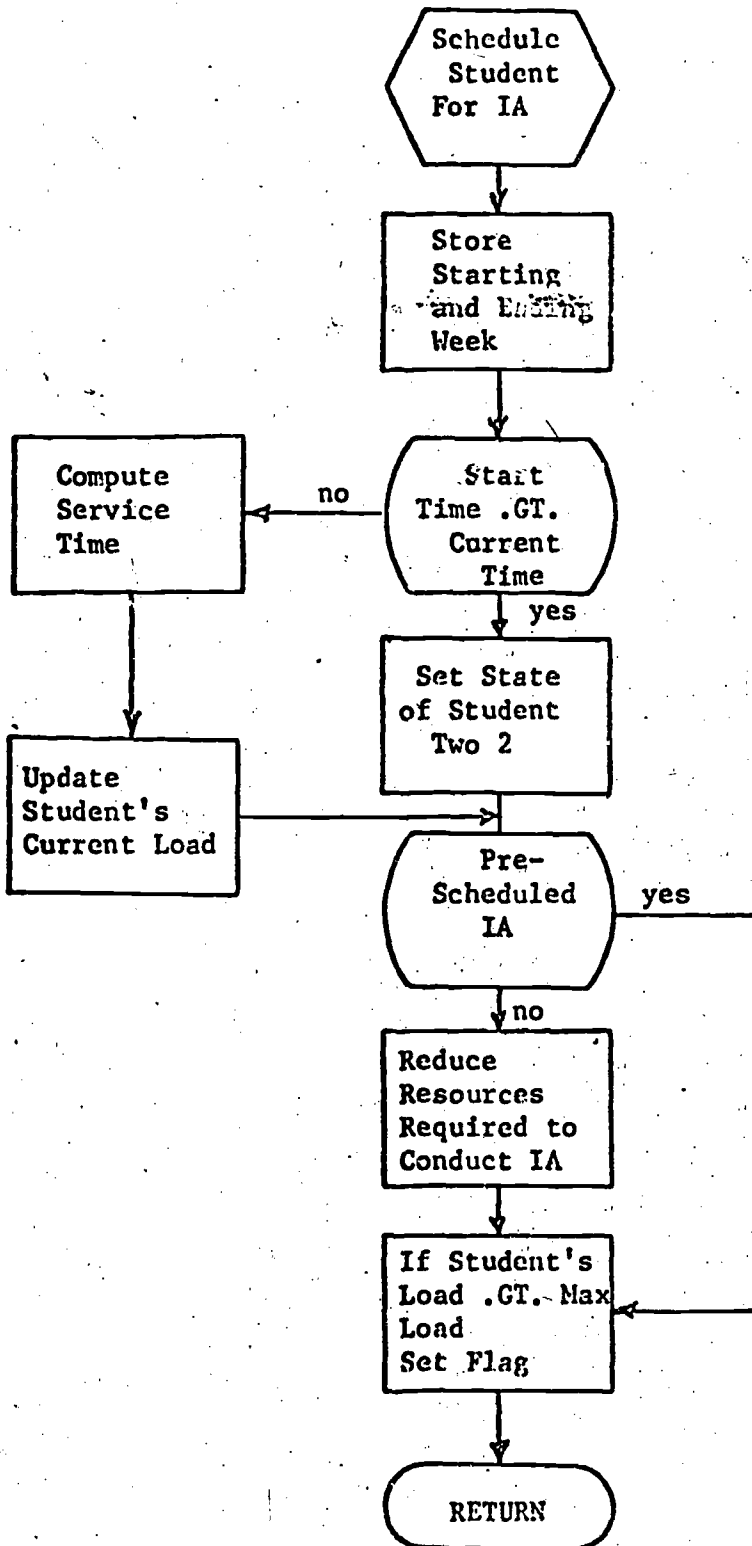 Schedule
Student
For IA
Store
Starting
and Ending
Week
Start
Time .GT.
Current
Time
no
Compute
Service
Time
yes
Set State
of Student
Two 2
Update
Student's
Current Load
Pre-
Scheduled
IA
yes
no
Reduce
Resources
Required to
Conduct IA
If Student's
Load .GT. Max
Load
Set Flag
RETURN